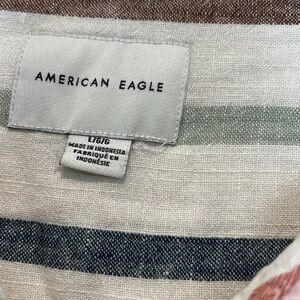 AMERICAN EAGLE
L/G/G
MADE IN INDONESIA
FABRIQUÉ EN
INDONÉSIE